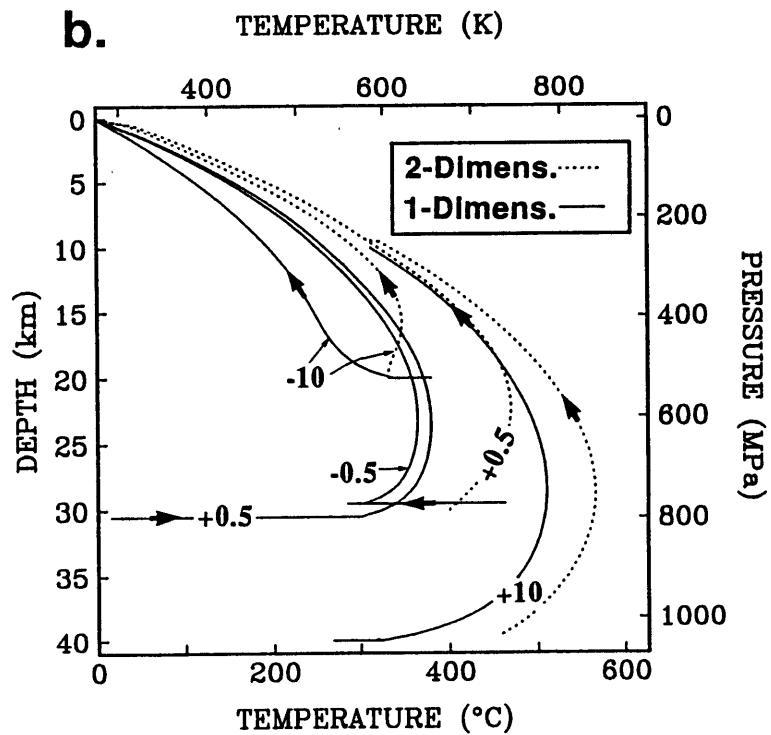 b.
TEMPERATURE (K)
400 600 800
0
5
10
15
20
25
30
35
40
DEPTH (km)
2-Dimens.
1-Dimens.
-10
-0.5
+0.5
+0.5
+10
0
200
400
600
800
1000
PRESSURE (MPa)
0 200 400 600
TEMPERATURE (°C)